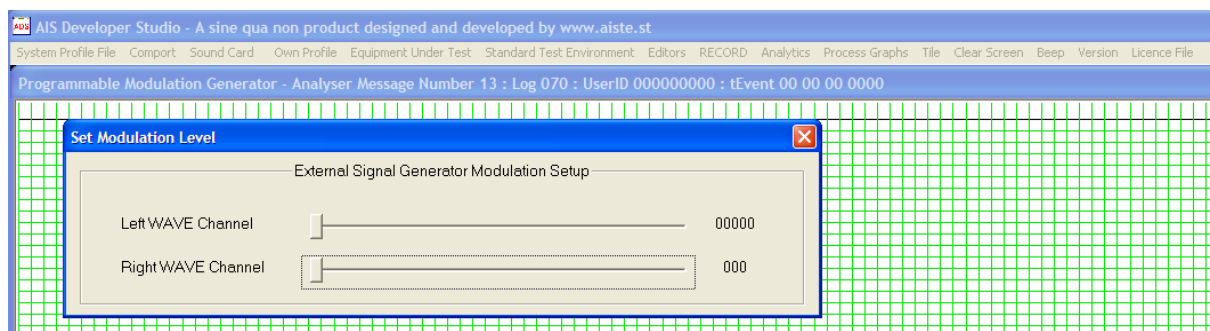 ADS AIS Developer Studio - A sine qua non product designed and developed by www.aiste.st
System Profile File Comport Sound Card Own Profile Equipment Under Test Standard Test Environment Editors RECORD Analytics Process Graphs Tile Clear Screen Beep Version Licence File
Programmable Modulation Generator - Analyser Message Number 13 : Log 070 : UserID 000000000 : tEvent 00 00 00 0000
Set Modulation Level
External Signal Generator Modulation Setup
Left WAVE Channel 00000
Right WAVE Channel 000